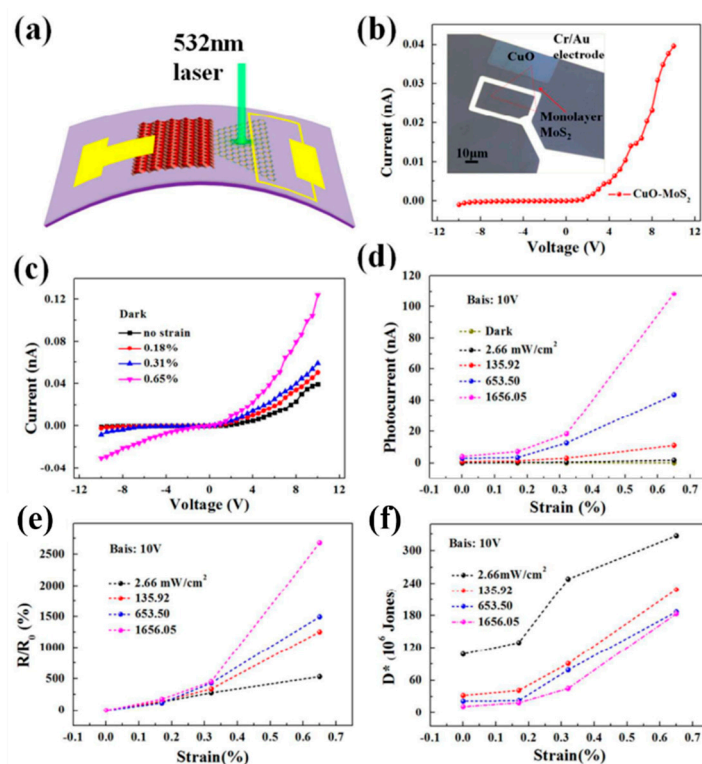 (a)
532nm
laser
(b)
Current (nA)
0.04
0.03
0.02
0.01
0.00
-12 -8 -4 0 4 8 12
Voltage (V)
CuO
Cr/Au
electrode
Monolayer
MoS₂
10μm
CuO-MoS₂
(c)
Current (nA)
0.12
0.08
0.04
0.00
-0.04
Dark
no strain
0.18%
0.31%
0.65%
-12 -8 -4 0 4 8 12
Voltage (V)
(d)
Photocurrent (nA)
120
100
80
60
40
20
0
Bais: 10V
Dark
2.66 mW/cm²
135.92
653.50
1656.05
-0.1 0.0 0.1 0.2 0.3 0.4 0.5 0.6 0.7
Strain (%)
(e)
R/R₀ (%)
2500
2000
1500
1000
500
0
Bais: 10V
2.66 mW/cm²
135.92
653.50
1656.05
-0.1 0.0 0.1 0.2 0.3 0.4 0.5 0.6 0.7
Strain(%)
(f)
D* (10⁶ Jones)
360
300
240
180
120
60
0
Bais: 10V
2.66mW/cm²
135.92
653.50
1656.05
-0.1 0.0 0.1 0.2 0.3 0.4 0.5 0.6 0.7
Strain(%)